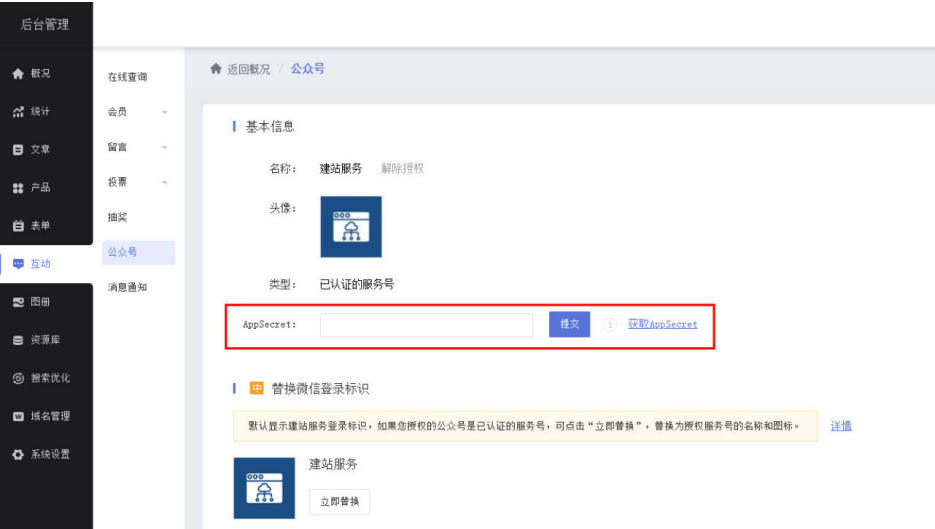 后台管理
概况
统计
文章
产品
表单
互动
图册
资源库
搜索优化
域名管理
系统设置
在线查询
会员
留言
投票
抽奖
公众号
消息通知
返回概况 / 公众号
基本信息
名称： 建站服务 解除授权
头像：
类型： 已认证的服务号
AppSecret: 提交 i 获取AppSecret
中 替换微信登录标识
默认显示建站服务登录标识，如果您授权的公众号是已认证的服务号，可点击“立即替换”，替换为授权服务号的名称和图标。 详情
建站服务
立即替换